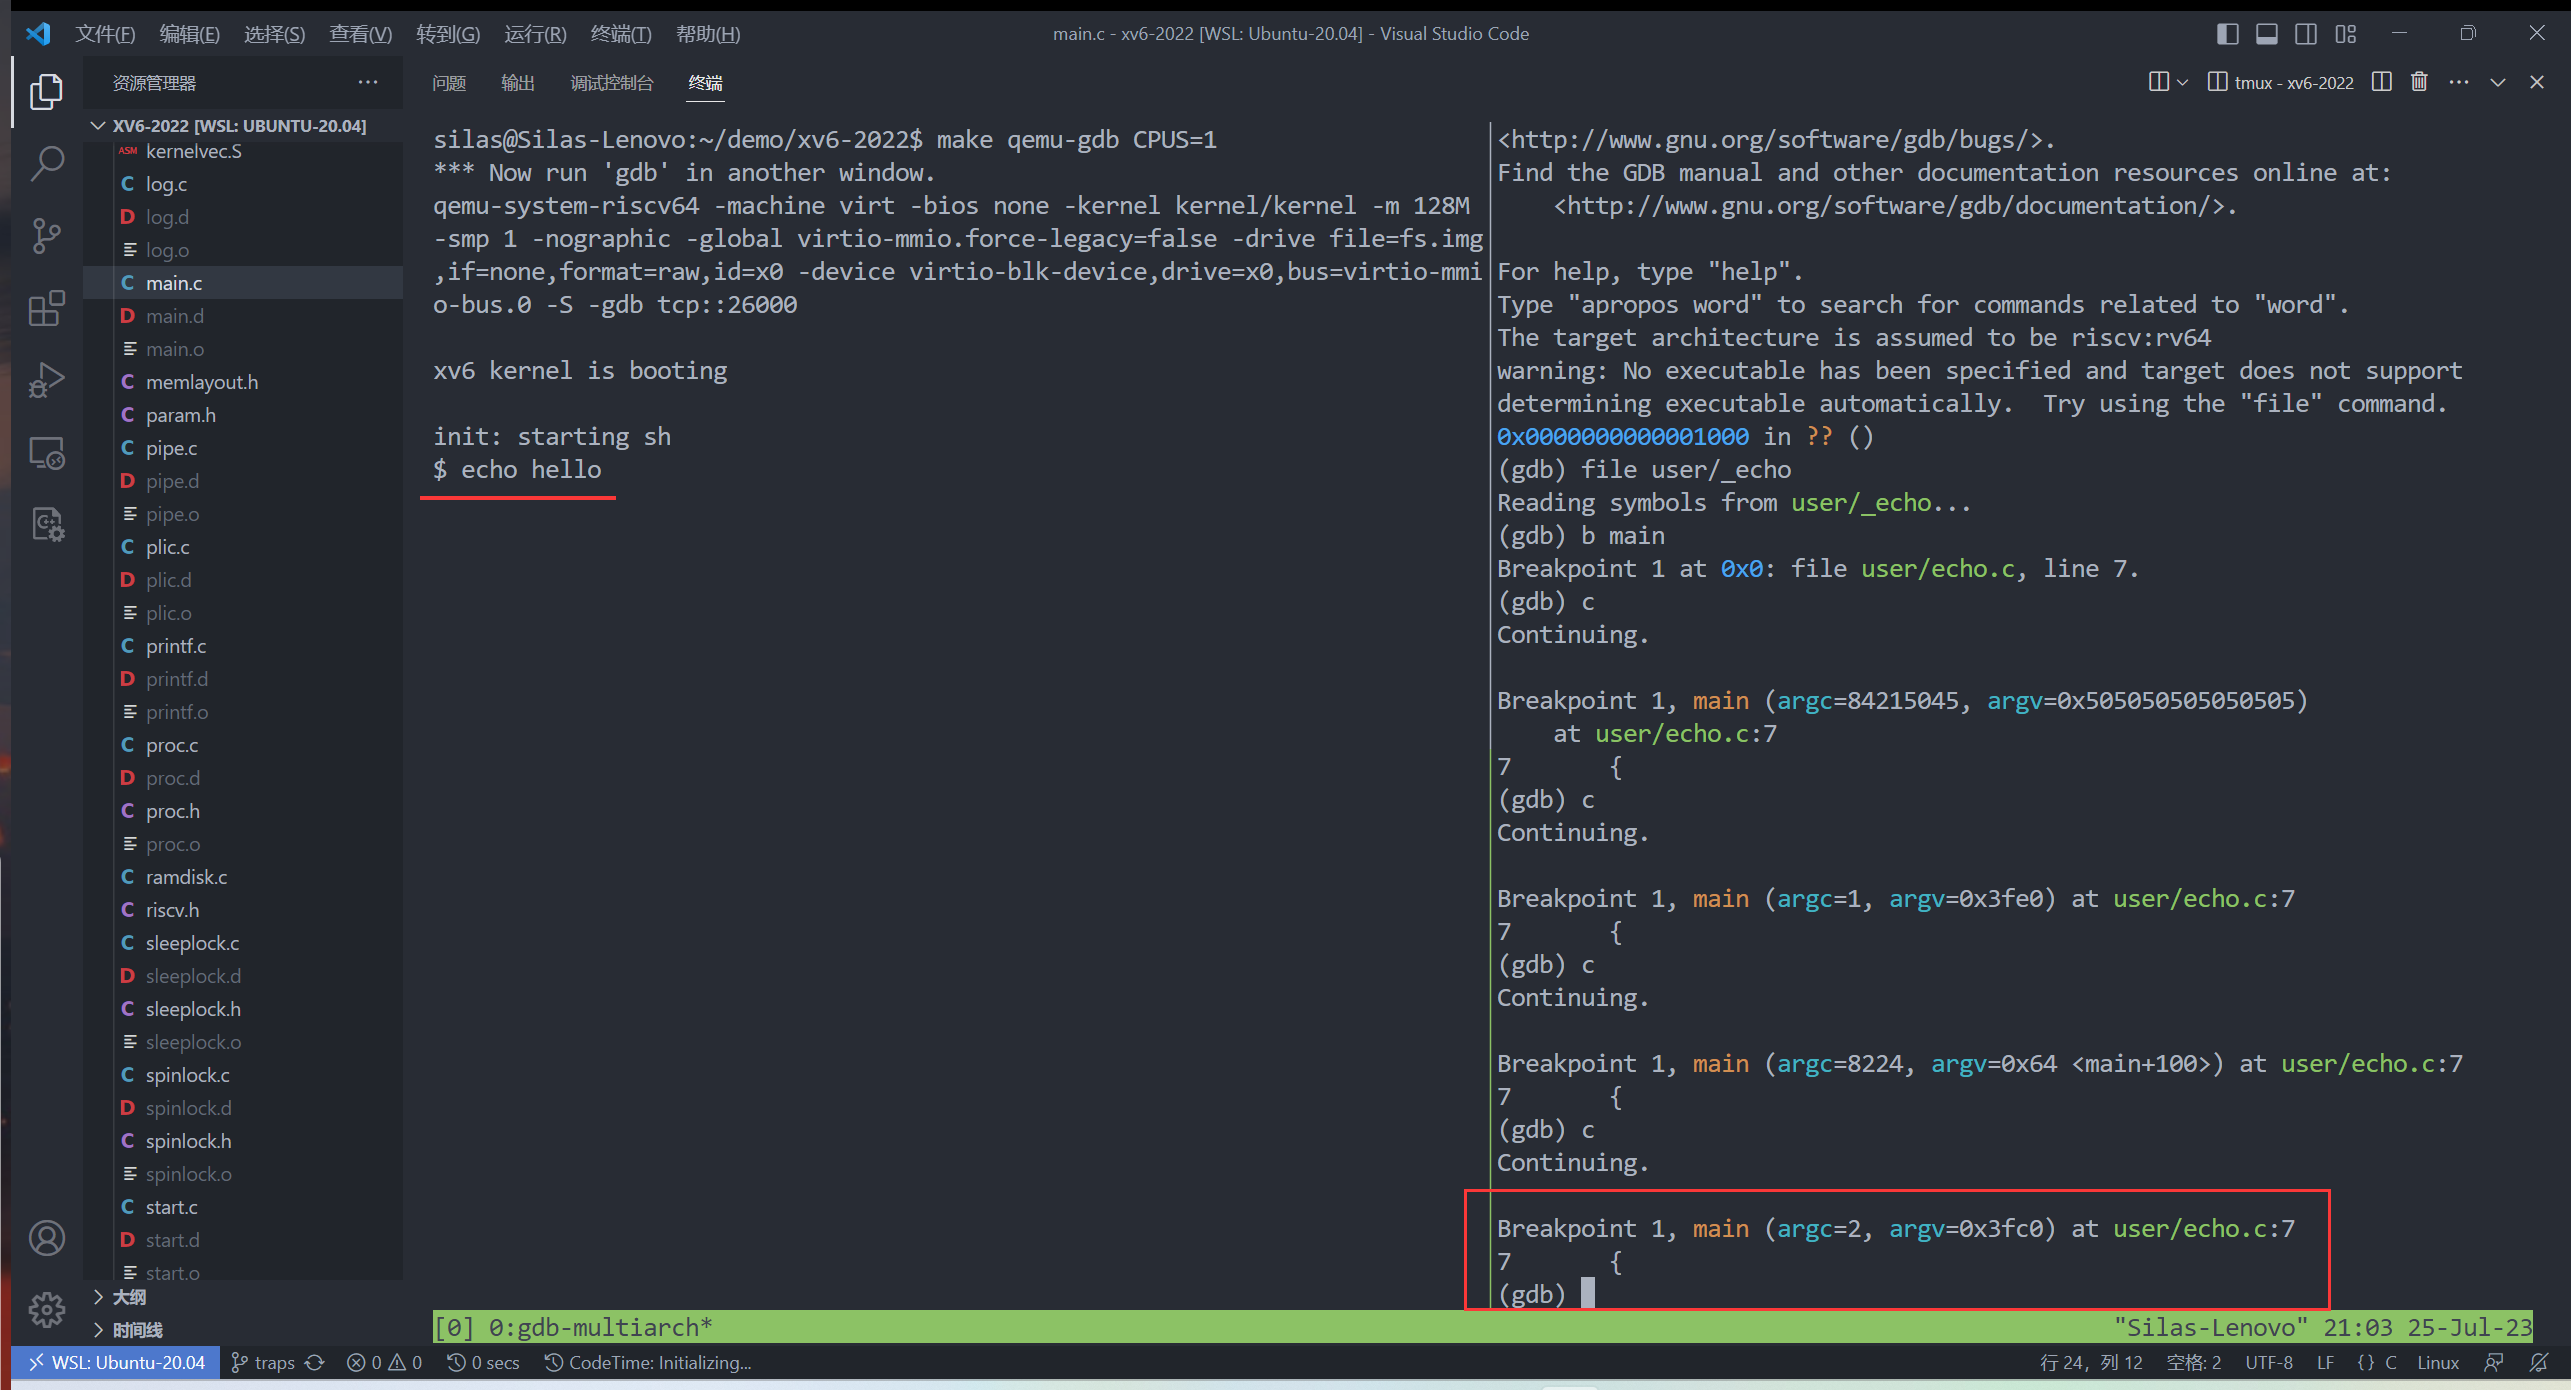 文件(F) 编辑(E) 选择(S) 查看(V) 转到(G) 运行(R) 终端(T) 帮助(H)
main.c - xv6-2022 [WSL: Ubuntu-20.04] - Visual Studio Code
资源管理器
XV6-2022 [WSL: UBUNTU-20.04]
ASM kernelvec.S
C log.c
D log.d
log.o
C main.c
D main.d
main.o
C memlayout.h
C param.h
C pipe.c
D pipe.d
pipe.o
C plic.c
D plic.d
plic.o
C printf.c
D printf.d
printf.o
C proc.c
D proc.d
C proc.h
proc.o
C ramdisk.c
C riscv.h
C sleeplock.c
D sleeplock.d
C sleeplock.h
sleeplock.o
C spinlock.c
D spinlock.d
C spinlock.h
spinlock.o
C start.c
D start.d
start.o
大纲
时间线
问题 输出 调试控制台 终端
tmux - xv6-2022
silas@Silas-Lenovo:~/demo/xv6-2022$ make qemu-gdb CPUS=1
*** Now run 'gdb' in another window.
qemu-system-riscv64 -machine virt -bios none -kernel kernel/kernel -m 128M
-smp 1 -nographic -global virtio-mmio.force-legacy=false -drive file=fs.img
,if=none,format=raw,id=x0 -device virtio-blk-device,drive=x0,bus=virtio-mmi
o-bus.0 -S -gdb tcp::26000
xv6 kernel is booting
init: starting sh
$ echo hello
<http://www.gnu.org/software/gdb/bugs/>.
Find the GDB manual and other documentation resources online at:
<http://www.gnu.org/software/gdb/documentation/>.
For help, type "help".
Type "apropos word" to search for commands related to "word".
The target architecture is assumed to be riscv:rv64
warning: No executable has been specified and target does not support
determining executable automatically.  Try using the "file" command.
0x0000000000001000 in ?? ()
(gdb) file user/_echo
Reading symbols from user/_echo...
(gdb) b main
Breakpoint 1 at 0x0: file user/echo.c, line 7.
(gdb) c
Continuing.
Breakpoint 1, main (argc=84215045, argv=0x505050505050505)
at user/echo.c:7
7 {
(gdb) c
Continuing.
Breakpoint 1, main (argc=1, argv=0x3fe0) at user/echo.c:7
7 {
(gdb) c
Continuing.
Breakpoint 1, main (argc=8224, argv=0x64 <main+100>) at user/echo.c:7
7 {
(gdb) c
Continuing.
Breakpoint 1, main (argc=2, argv=0x3fc0) at user/echo.c:7
7 {
(gdb)
[0] 0:gdb-multiarch* "Silas-Lenovo" 21:03 25-Jul-23
WSL: Ubuntu-20.04 traps 0 0 0 secs CodeTime: Initializing... 行 24，列 12 空格: 2 UTF-8 LF {} C Linux